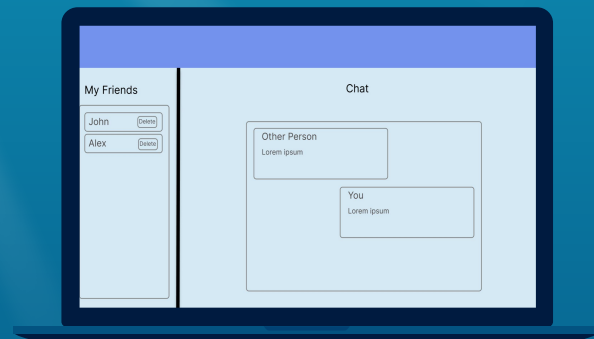 My Friends
John
Delete
Alex
Delete
Chat
Other Person
Lorem ipsum
You
Lorem ipsum